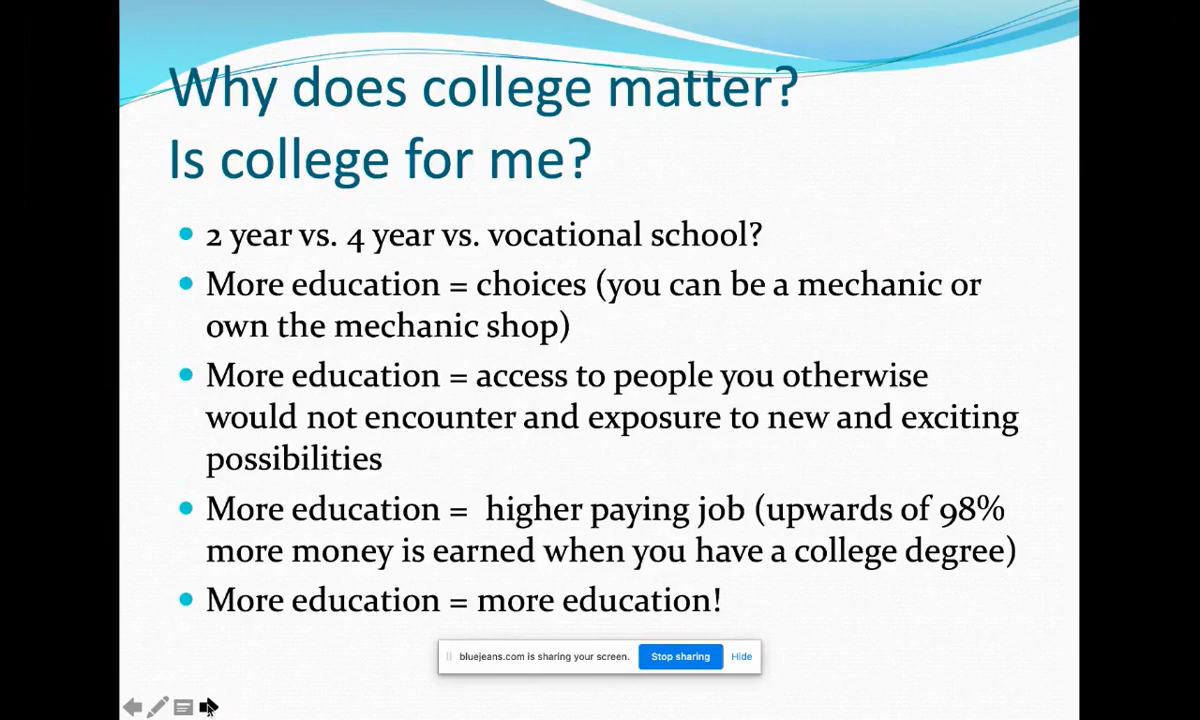 Why does college matter?
Is college for me?
2 year vs. 4 year vs. vocational school?
More education = choices (you can be a mechanic or
own the mechanic shop)
More education = access to people you otherwise
would not encounter and exposure to new and exciting
possibilities
More education = higher paying job (upwards of 98%
more money is earned when you have a college degree)
More education = more education!
bluejeans.com is sharing your screen. Stop sharing Hide